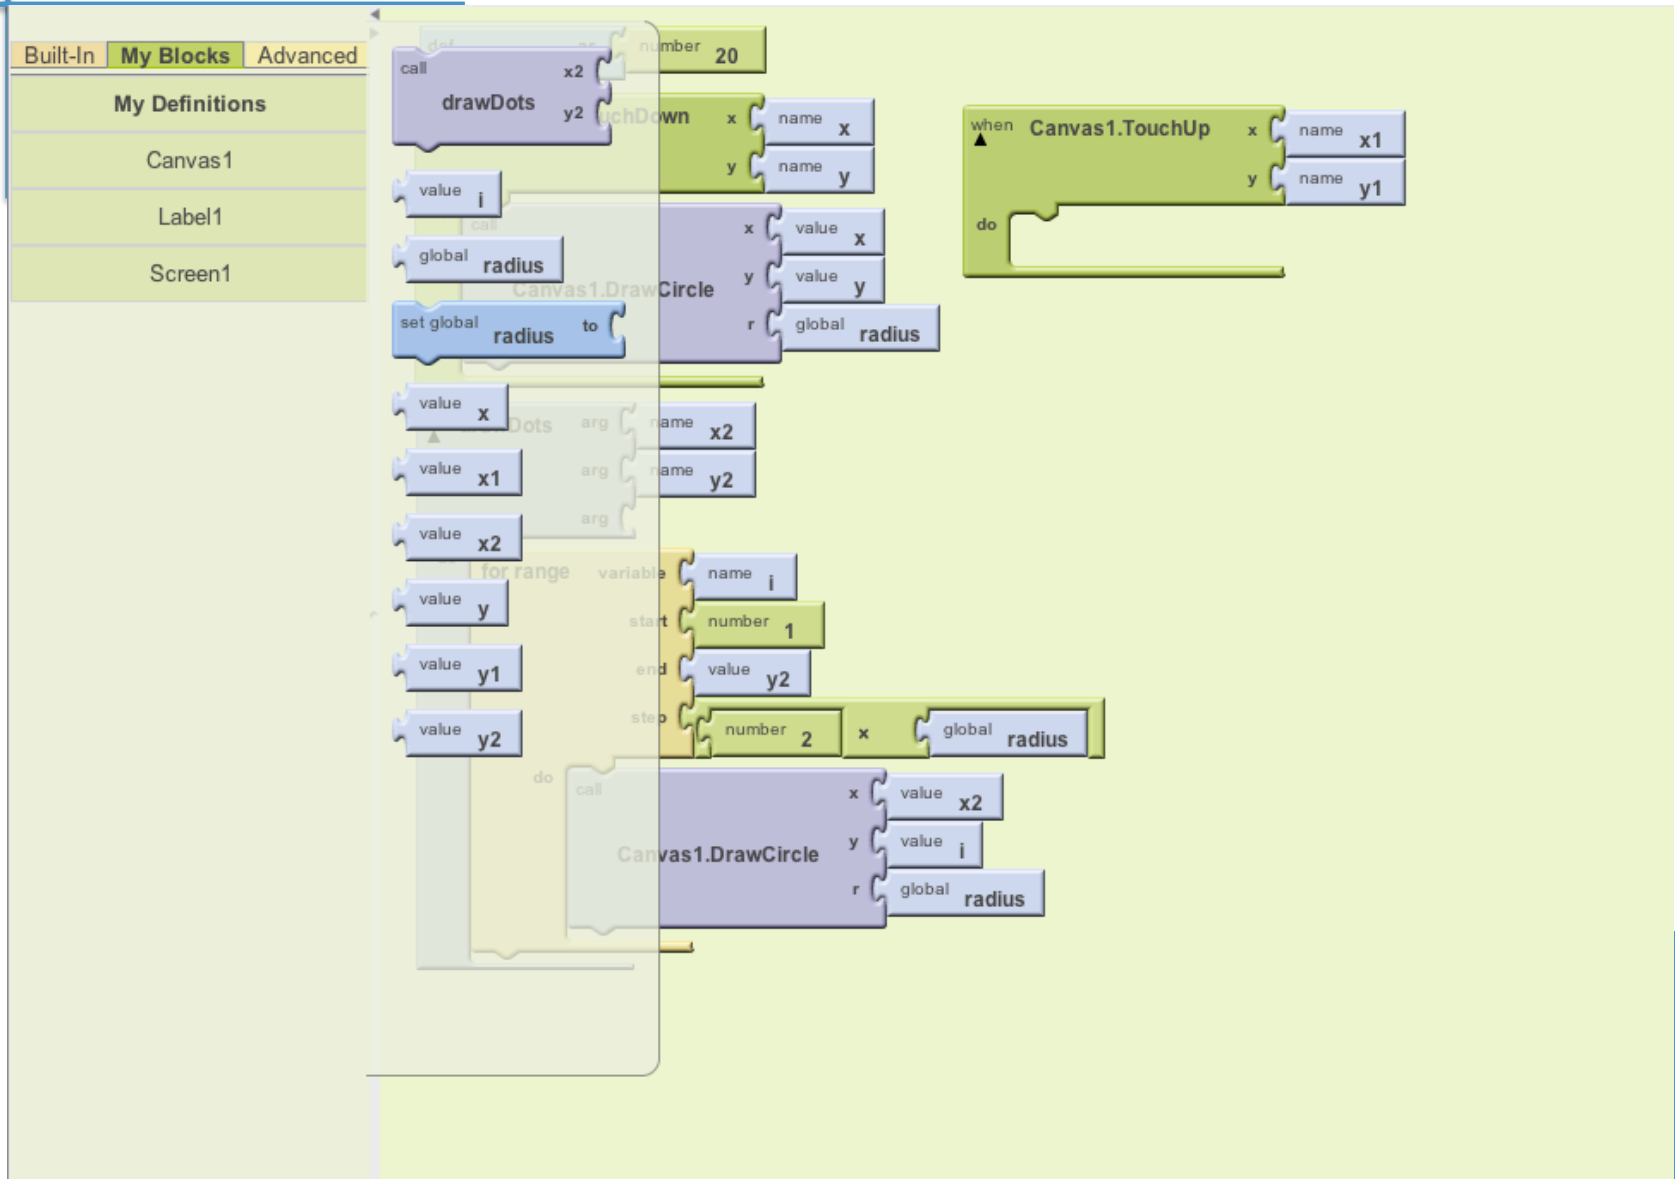 Built-In My Blocks Advanced
My Definitions
Canvas1
Label1
Screen1
call drawDots x2
y2
value i
global radius
set global radius to
value x
value x1
value x2
value y
value y1
value y2
def as number 20
uchDown x name x
y name y
call Canvas1.DrawCircle x value x
y value y
r global radius
Dots arg name x2
arg name y2
arg
for range variable name i
start number 1
end value y2
step number 2 x global radius
do call Canvas1.DrawCircle x value x2
y value i
r global radius
when Canvas1.TouchUp x name x1
y name y1
do